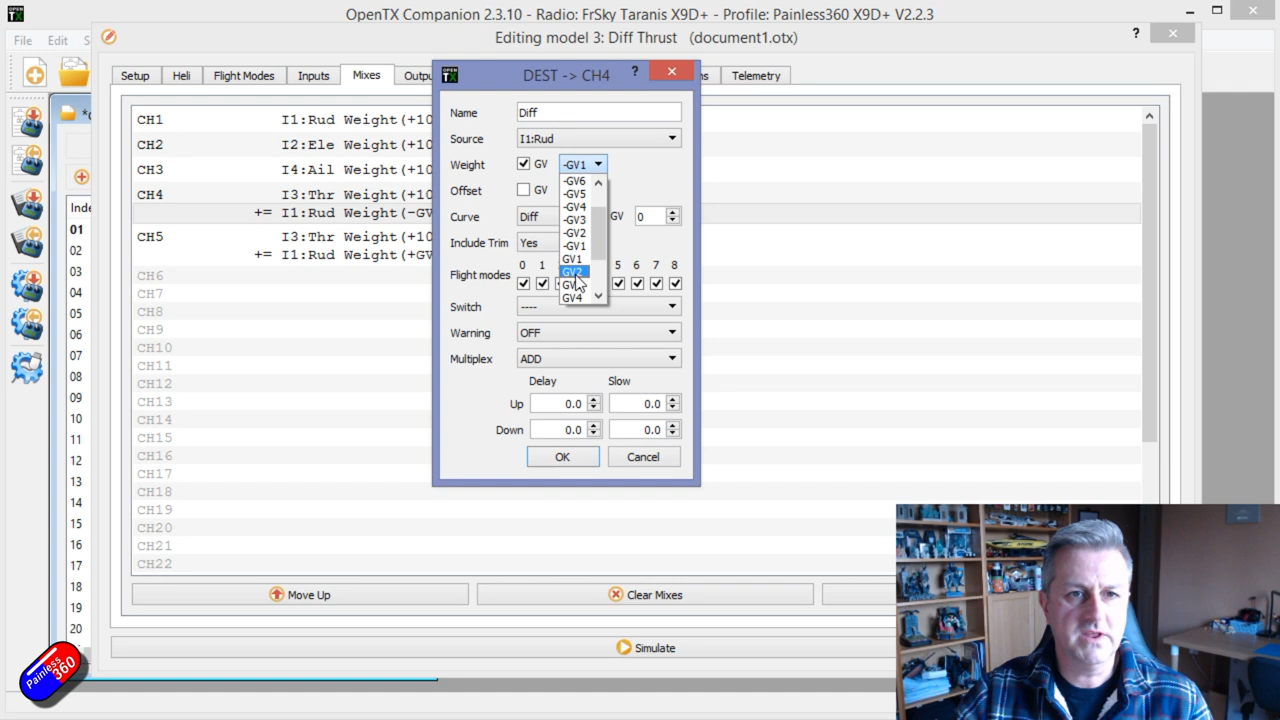 OpenTX Companion 2.3.10 - Radio: FrSky Taranis X9D+ - Profile: Painless360 X9D+ V2.2.3
File Edit
Editing model 3: Diff Thrust (document1.otx)
Setup Heli Flight Modes Inputs Mixes Telemetry
DEST -> CH4
Name Diff
Source I1:Rud
Weight GV -GV1
-GV6
-GV5
-GV4
-GV3
-GV2
-GV1
GV1
GV2
GV4
Offset GV
Curve Diff GV 0
Include Trim Yes
0 1 5 6 7 8
Flight modes
Switch ----
Warning OFF
Multiplex ADD
Delay Slow
Up 0.0 0.0
Down 0.0 0.0
OK Cancel
CH1 I1:Rud Weight(+10
CH2 I2:Ele Weight(+10
CH3 I4:Ail Weight(+10
CH4 I3:Thr Weight(+10
+= I1:Rud Weight(-GV
CH5 I3:Thr Weight(+10
+= I1:Rud Weight(+GV
CH6
CH7
CH8
CH9
CH10
CH11
CH12
CH13
CH14
CH15
CH16
CH17
CH18
CH19
CH20
CH21
CH22
01
02
03
04
05
06
07
08
09
10
11
12
13
14
15
16
17
18
19
20
Move Up Clear Mixes
Simulate
Painless
360